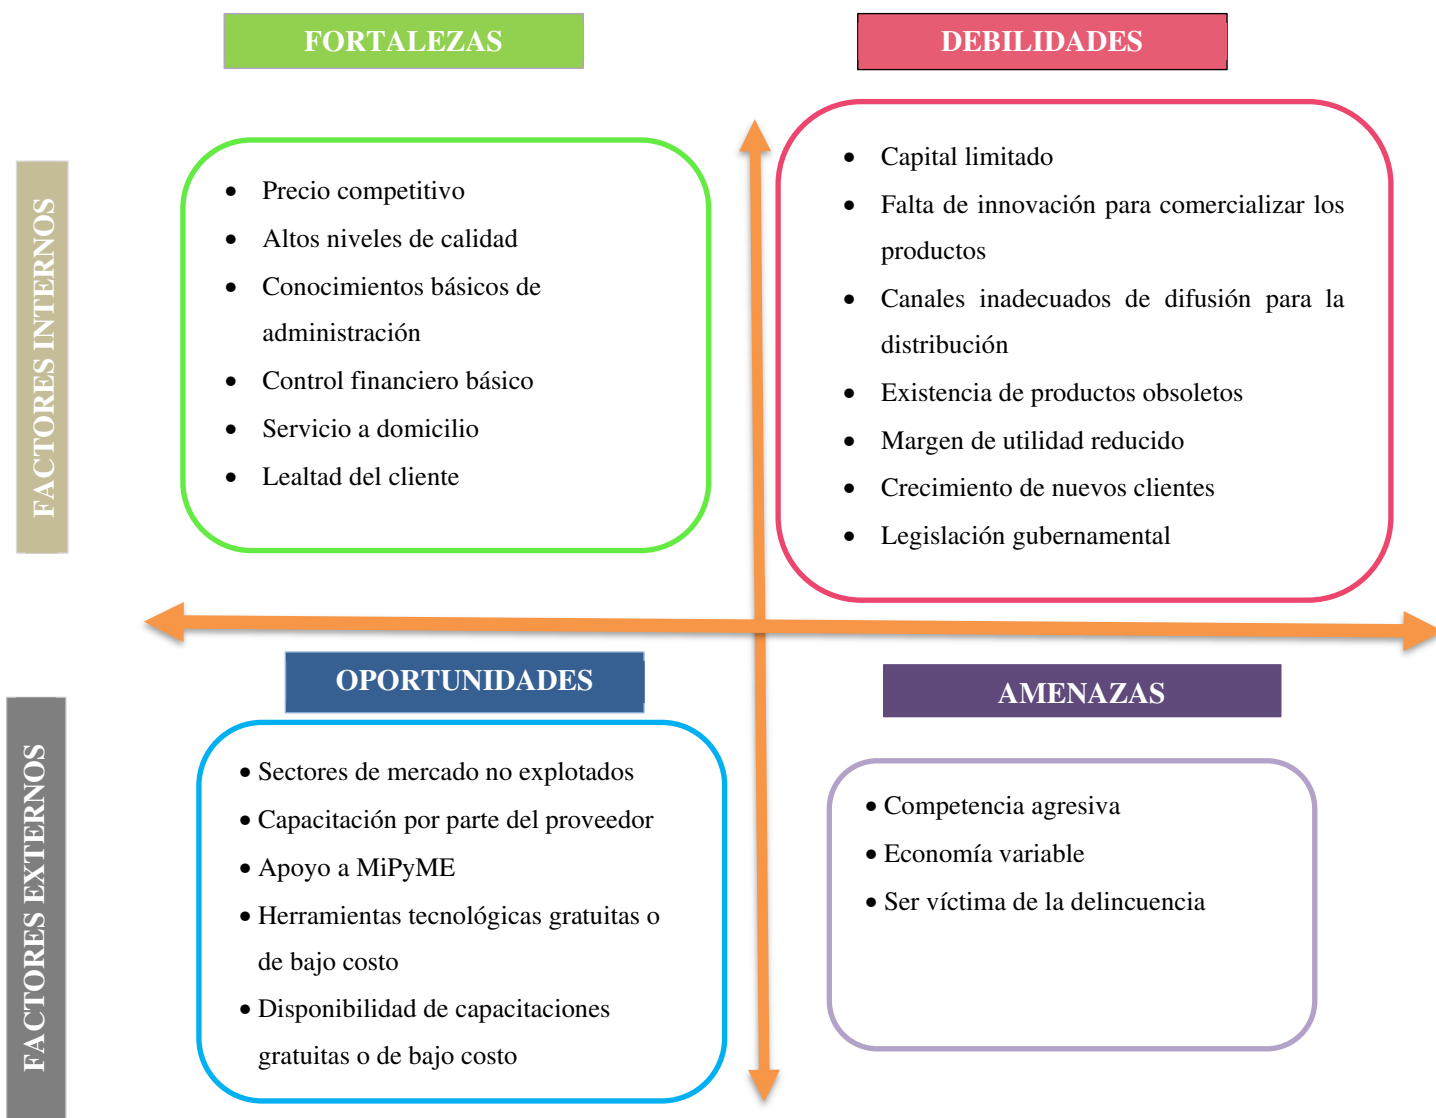 FORTALEZAS
DEBILIDADES
FACTORES INTERNOS
• Precio competitivo
• Altos niveles de calidad
• Conocimientos básicos de
administración
• Control financiero básico
• Servicio a domicilio
• Lealtad del cliente
• Capital limitado
• Falta de innovación para comercializar los
productos
• Canales inadecuados de difusión para la
distribución
• Existencia de productos obsoletos
• Margen de utilidad reducido
• Crecimiento de nuevos clientes
• Legislación gubernamental
OPORTUNIDADES
AMENAZAS
FACTORES EXTERNOS
• Sectores de mercado no explotados
• Capacitación por parte del proveedor
• Apoyo a MiPyME
• Herramientas tecnológicas gratuitas o
de bajo costo
• Disponibilidad de capacitaciones
gratuitas o de bajo costo
• Competencia agresiva
• Economía variable
• Ser víctima de la delincuencia